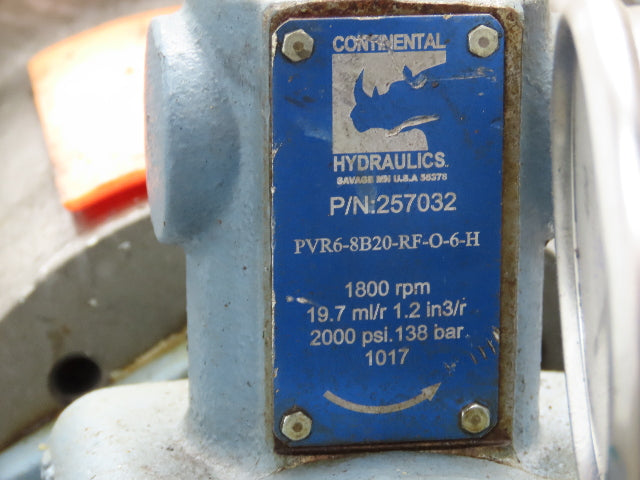 CONTINENTAL
HYDRAULICS
SAVAGE MN U.S.A 55378
P/N:257032
PVR6-8B20-RF-O-6-H
1800 rpm
19.7 ml/r 1.2 in3/r
2000 psi.138 bar
1017